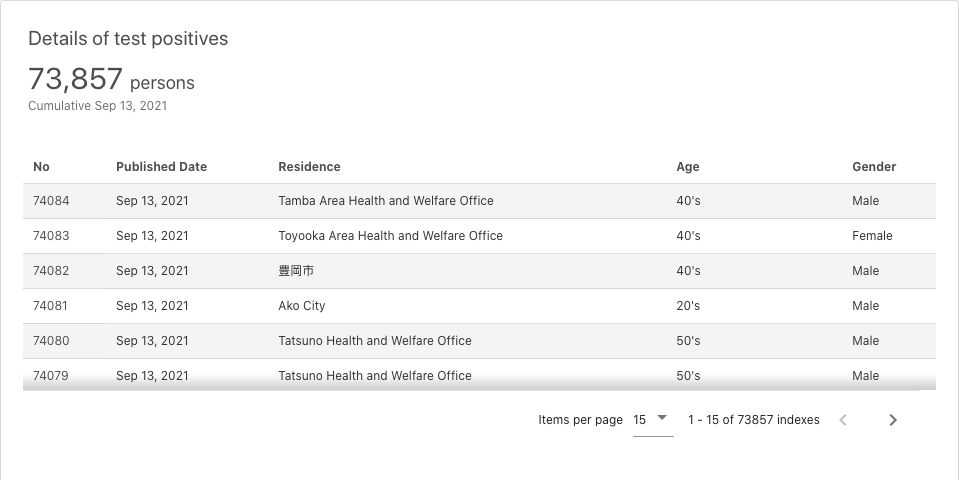 Details of test positives
73,857 persons
Cumulative Sep 13, 2021
No Published Date Residence Age Gender
74084 Sep 13, 2021 Tamba Area Health and Welfare Office 40's Male
74083 Sep 13, 2021 Toyooka Area Health and Welfare Office 40's Female
74082 Sep 13, 2021 豊岡市 40's Male
74081 Sep 13, 2021 Ako City 20's Male
74080 Sep 13, 2021 Tatsuno Health and Welfare Office 50's Male
74079 Sep 13, 2021 Tatsuno Health and Welfare Office 50's Male
Items per page 15 1 - 15 of 73857 indexes